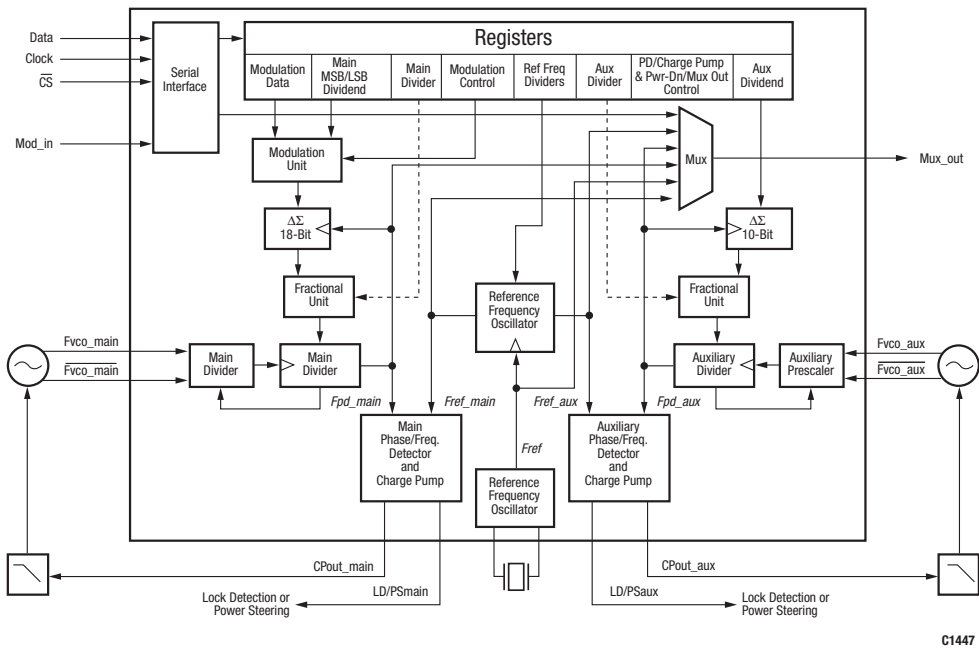 Data
Clock
C̅S̅
Mod_in
Serial
Interface
Registers
Modulation
Data
Main
MSB/LSB
Dividend
Main
Divider
Modulation
Control
Ref Freq
Dividers
Aux
Divider
PD/Charge Pump
& Pwr-Dn/Mux Out
Control
Aux
Dividend
Modulation
Unit
Mux
Mux_out
ΔΣ
18-Bit
ΔΣ
10-Bit
Fractional
Unit
Reference
Frequency
Oscillator
Fractional
Unit
Fvco_main
F̅v̅c̅o̅_̅m̅a̅i̅n̅
Main
Divider
Main
Divider
Auxiliary
Divider
Auxiliary
Prescaler
Fvco_aux
F̅v̅c̅o̅_̅a̅u̅x̅
Fpd_main
Fref_main
Fref_aux
Fpd_aux
Main
Phase/Freq.
Detector
and
Charge Pump
Fref
Auxiliary
Phase/Freq.
Detector
and
Charge Pump
Reference
Frequency
Oscillator
CPout_main
CPout_aux
LD/PSmain
LD/PSaux
Lock Detection or
Power Steering
Lock Detection or
Power Steering
C1447